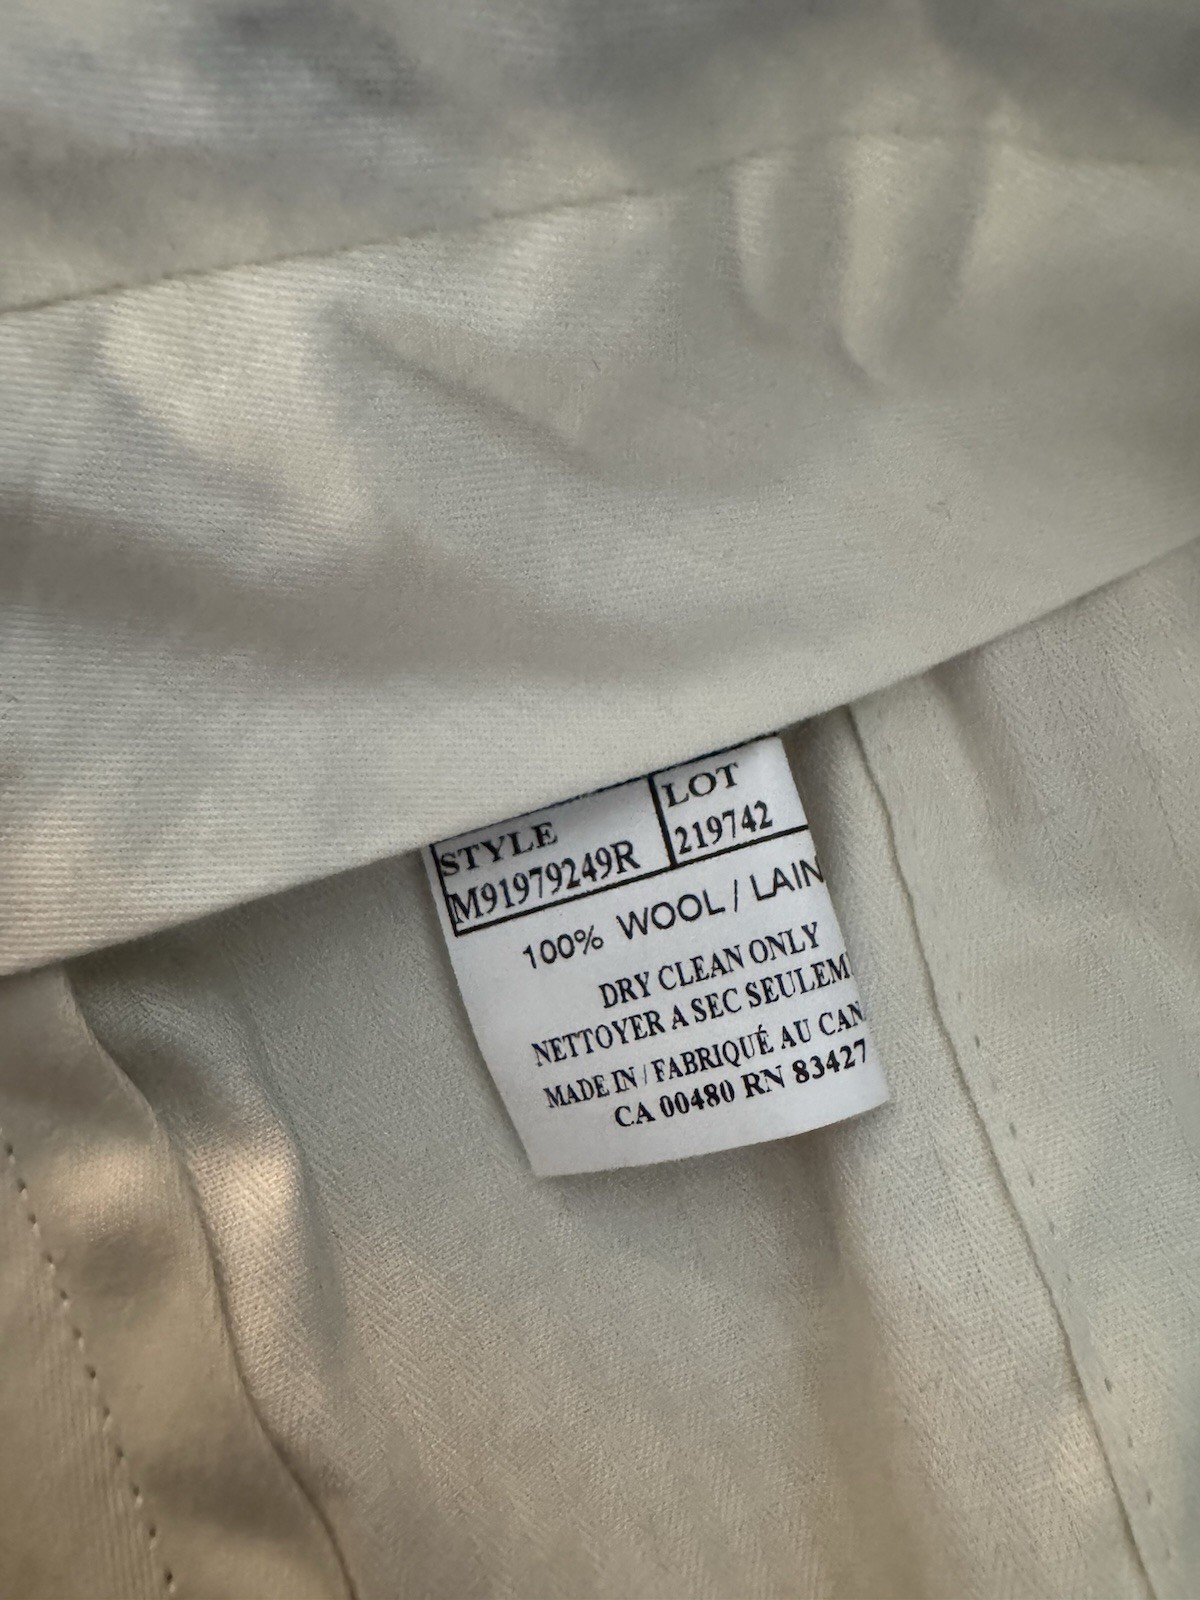 STYLE
M91979249R
LOT
219742
100% WOOL / LAIN
DRY CLEAN ONLY
NETTOYER A SEC SEULEM
MADE IN / FABRIQUÉ AU CAN
CA 00480 RN 83427